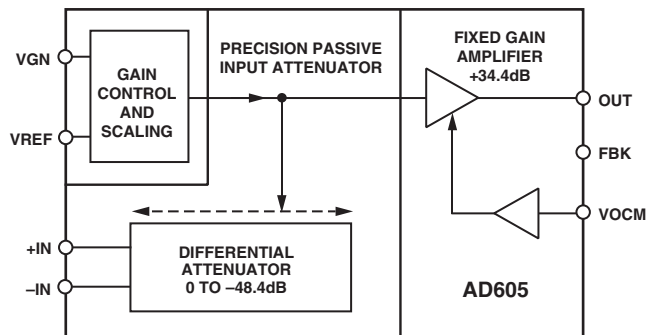 VGN
VREF
GAIN
CONTROL
AND
SCALING
PRECISION PASSIVE
INPUT ATTENUATOR
FIXED GAIN
AMPLIFIER
+34.4dB
OUT
FBK
VOCM
+IN
–IN
DIFFERENTIAL
ATTENUATOR
0 TO –48.4dB
AD605